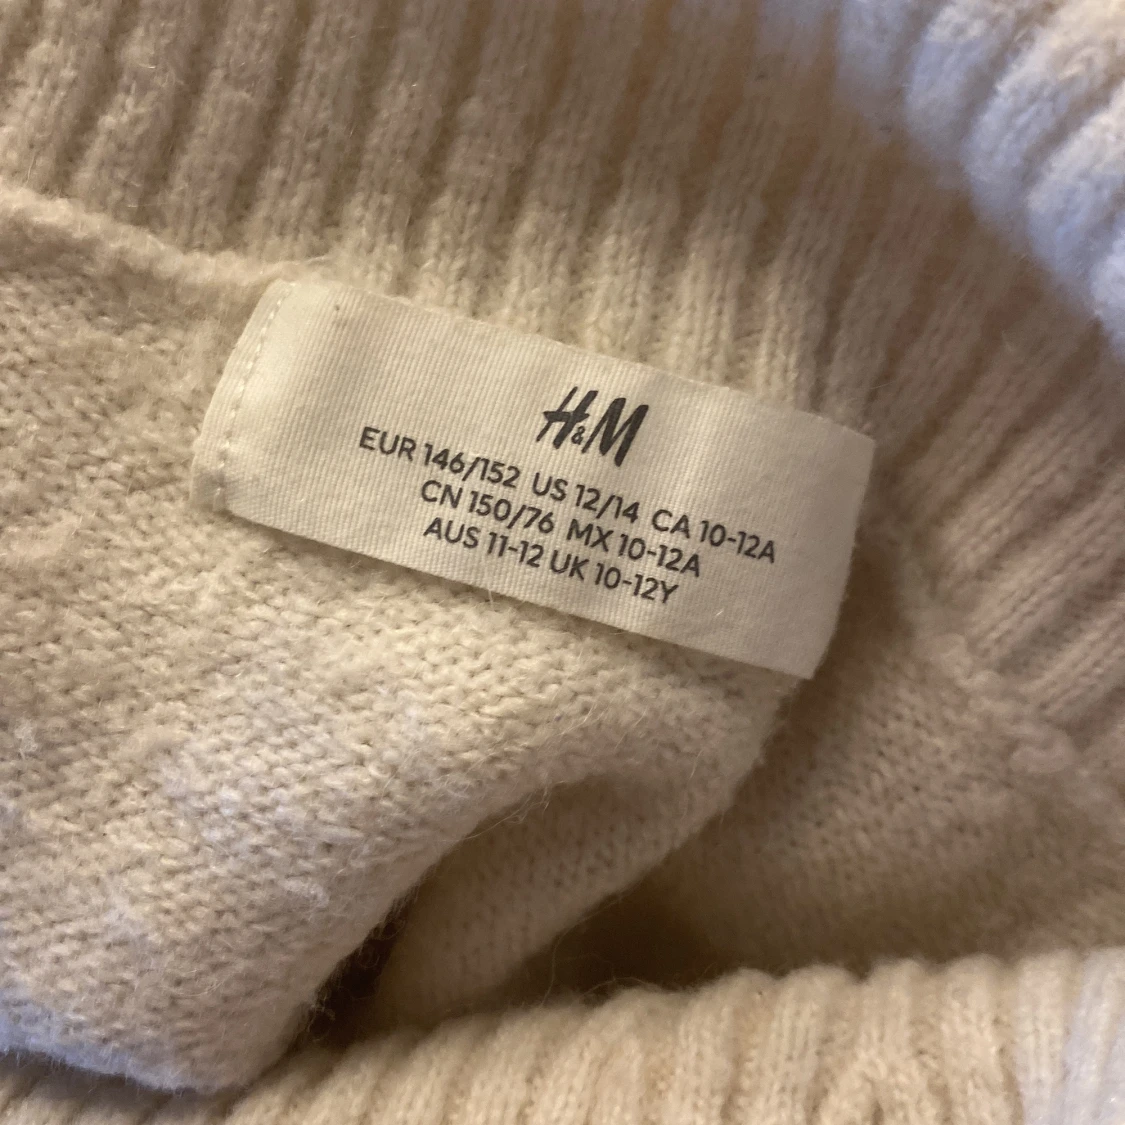 H&M
EUR 146/152 US 12/14 CA 10-12A
CN 150/76 MX 10-12A
AUS 11-12 UK 10-12Y